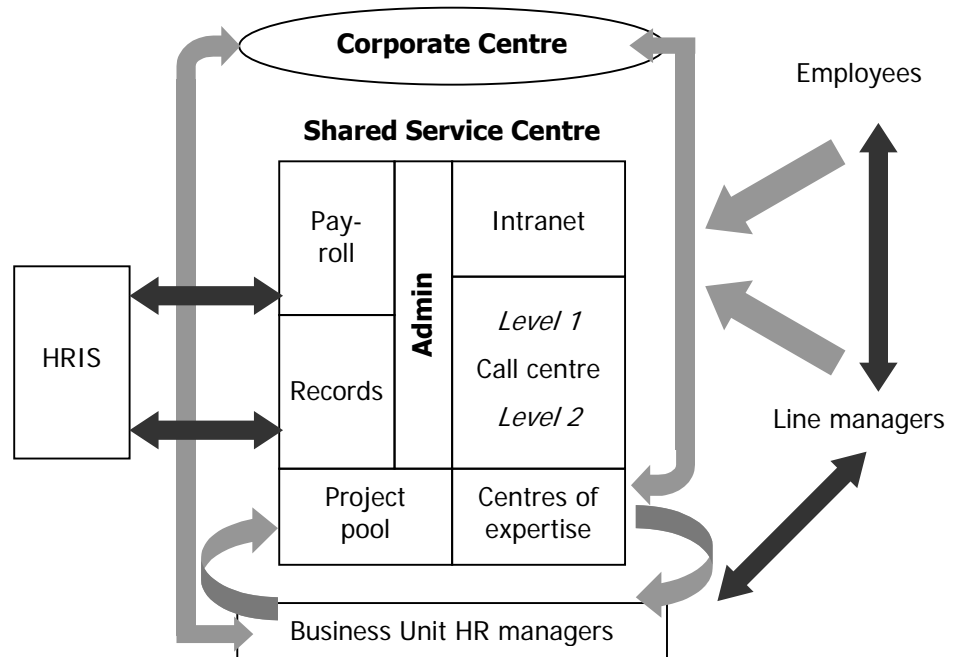 Corporate Centre
Employees
Shared Service Centre
Pay-
roll
Admin
Intranet
HRIS
Records
Level 1
Call centre
Level 2
Line managers
Project
pool
Centres of
expertise
Business Unit HR managers